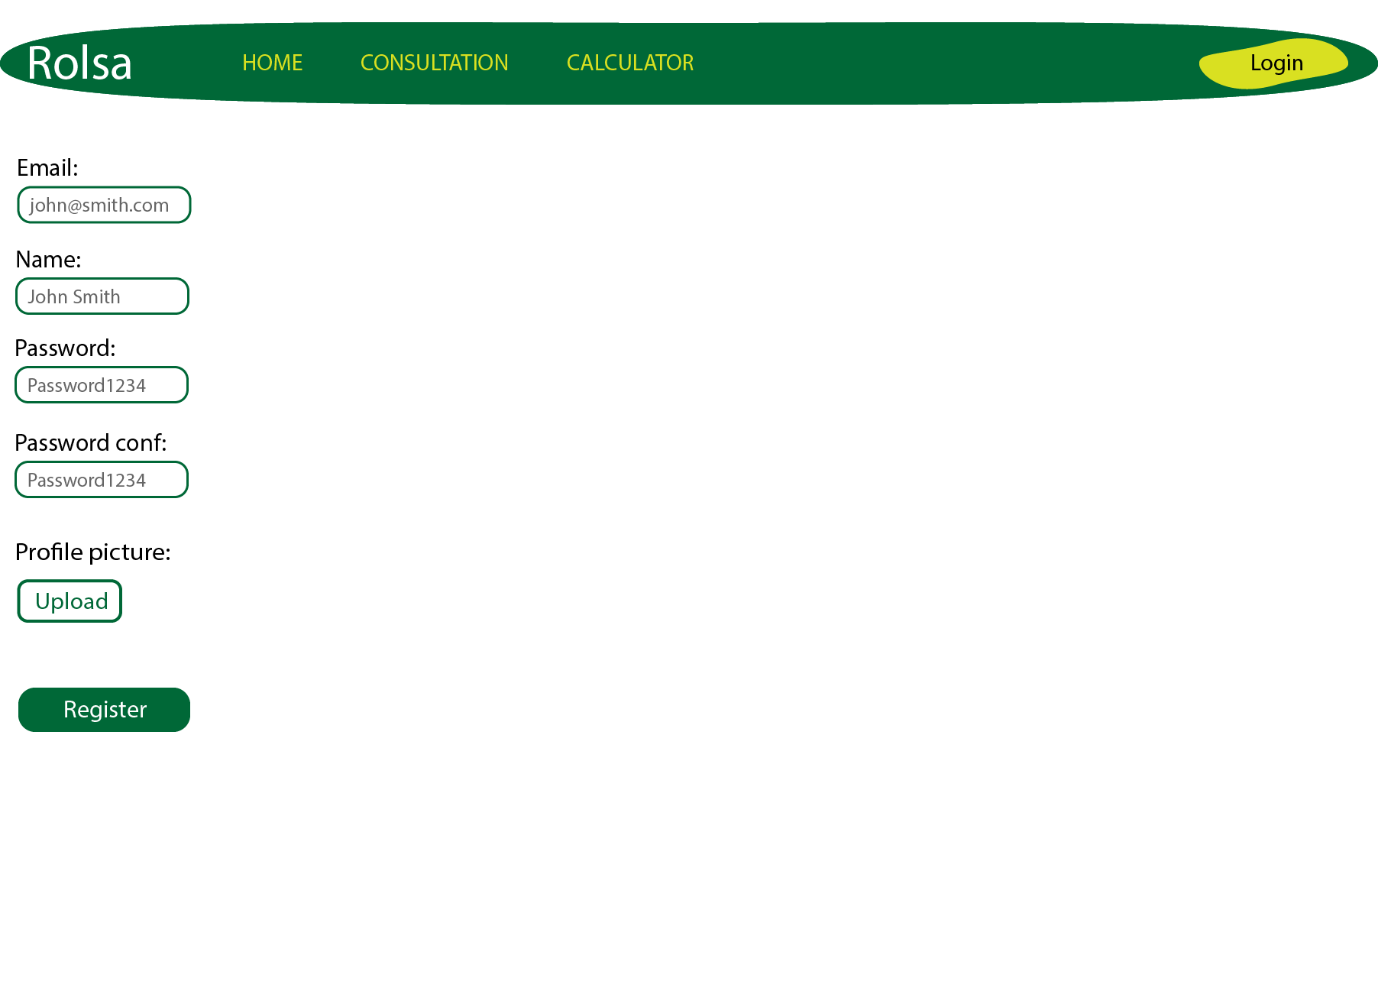 Rolsa HOME CONSULTATION CALCULATOR Login
Email:
john@smith.com
Name:
John Smith
Password:
Password1234
Password conf:
Password1234
Profile picture:
Upload
Register